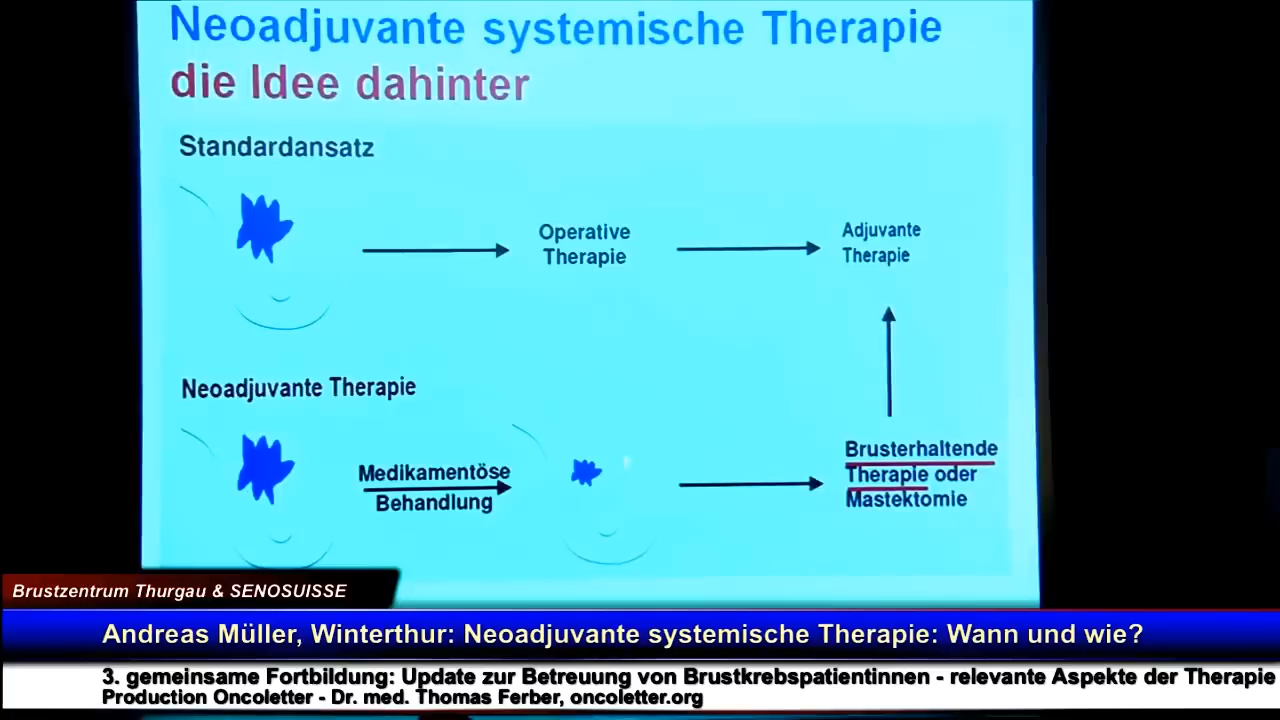 Neoadjuvante systemische Therapie
die Idee dahinter
Standardansatz
Operative
Therapie
Adjuvante
Therapie
Neoadjuvante Therapie
Medikamentöse
Behandlung
Brusterhaltende
Therapie oder
Mastektomie
Brustzentrum Thurgau & SENOSUISSE
Andreas Müller, Winterthur: Neoadjuvante systemische Therapie: Wann und wie?
3. gemeinsame Fortbildung: Update zur Betreuung von Brustkrebspatientinnen - relevante Aspekte der Therapie
Production Oncoletter - Dr. med. Thomas Ferber, oncoletter.org